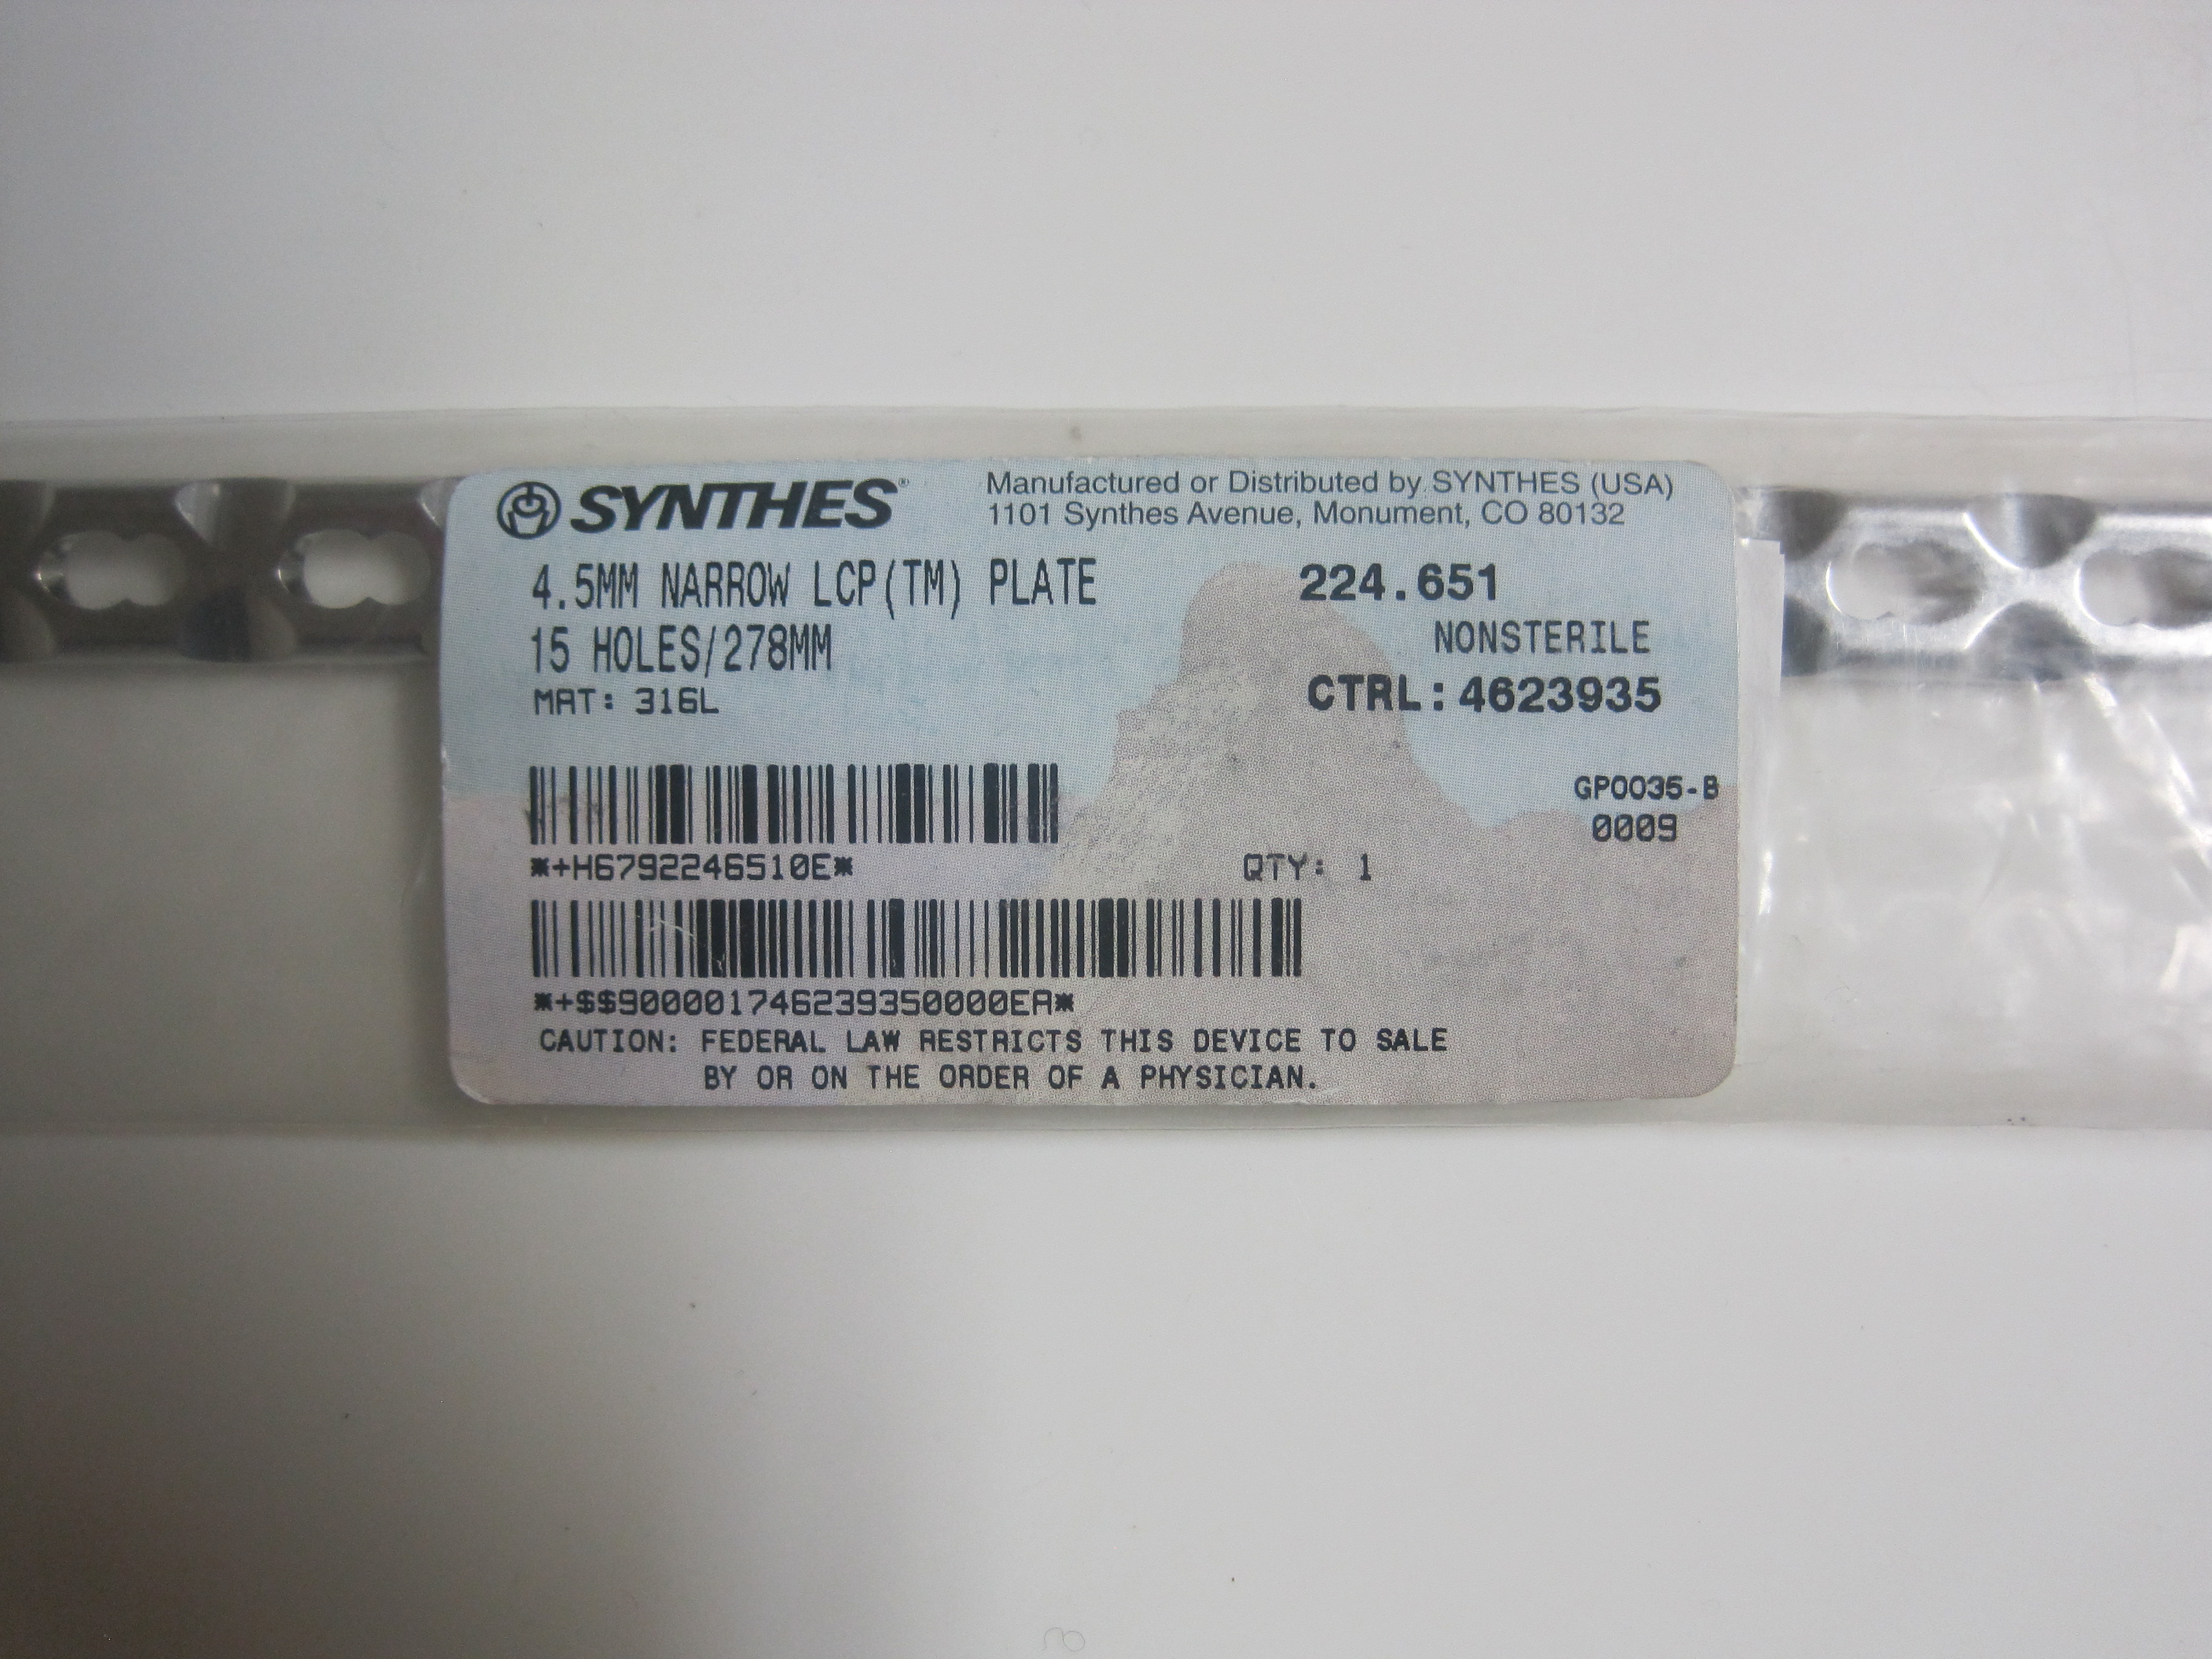 SYNTHES®
Manufactured or Distributed by SYNTHES (USA)
1101 Synthes Avenue, Monument, CO 80132
4.5MM NARROW LCP(TM) PLATE
224.651
15 HOLES/278MM
NONSTERILE
MAT: 316L
CTRL: 4623935
GP0035-B
0009
*+H6792246510E*
QTY: 1
*+$$900001746239350000EA*
CAUTION: FEDERAL LAW RESTRICTS THIS DEVICE TO SALE
BY OR ON THE ORDER OF A PHYSICIAN.